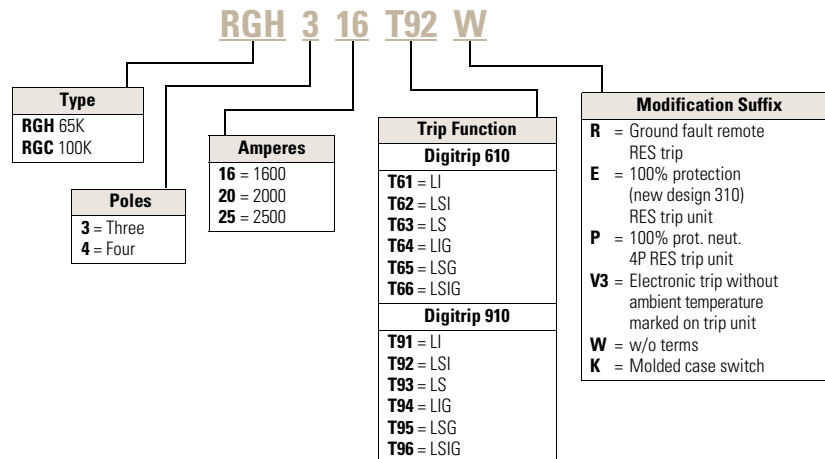 RGH 3 16 T92 W
Type
RGH 65K
RGC 100K
Poles
3 = Three
4 = Four
Amperes
16 = 1600
20 = 2000
25 = 2500
Trip Function
Digitrip 610
T61 = LI
T62 = LSI
T63 = LS
T64 = LIG
T65 = LSG
T66 = LSIG
Digitrip 910
T91 = LI
T92 = LSI
T93 = LS
T94 = LIG
T95 = LSG
T96 = LSIG
Modification Suffix
R = Ground fault remote
RES trip
E = 100% protection
(new design 310)
RES trip unit
P = 100% prot. neut.
4P RES trip unit
V3 = Electronic trip without
ambient temperature
marked on trip unit
W = w/o terms
K = Molded case switch